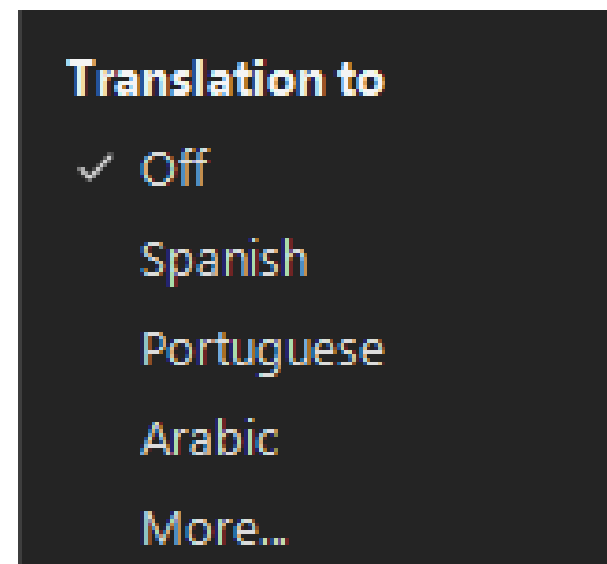 Translation to
Off
Spanish
Portuguese
Arabic
More...